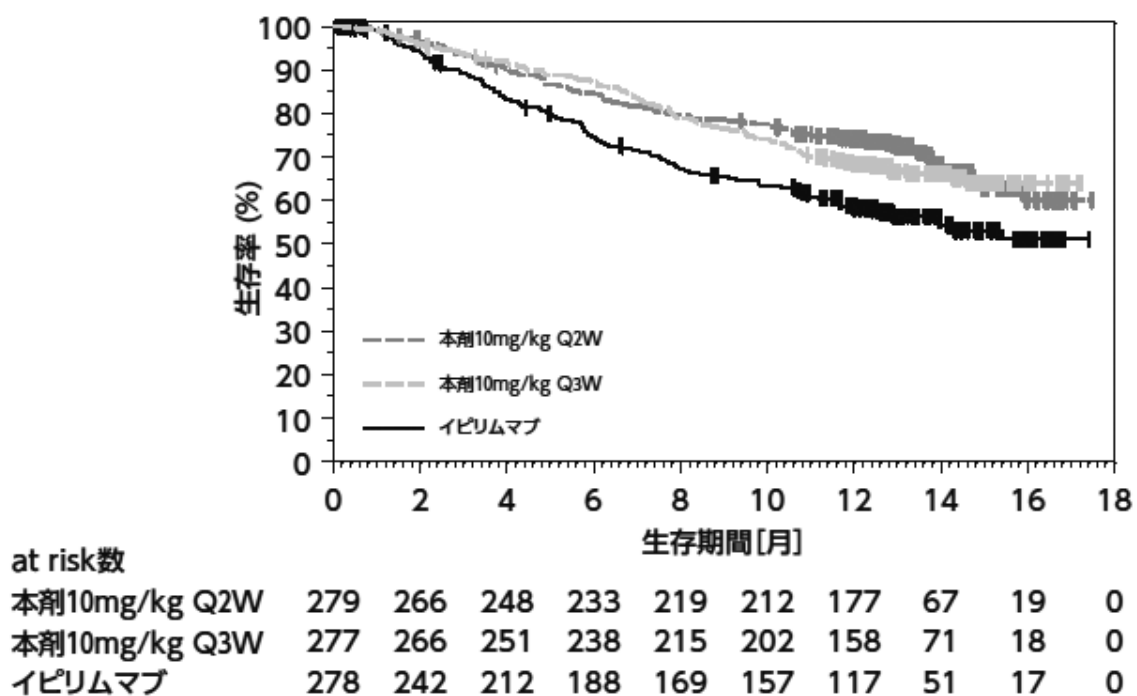 100
90
80
70
60
50
40
30
20
10
0
生存率 (%)
本剤10mg/kg Q2W
本剤10mg/kg Q3W
イピリムマブ
0 2 4 6 8 10 12 14 16 18
生存期間[月]
at risk数
本剤10mg/kg Q2W 279 266 248 233 219 212 177 67 19 0
本剤10mg/kg Q3W 277 266 251 238 215 202 158 71 18 0
イピリムマブ 278 242 212 188 169 157 117 51 17 0